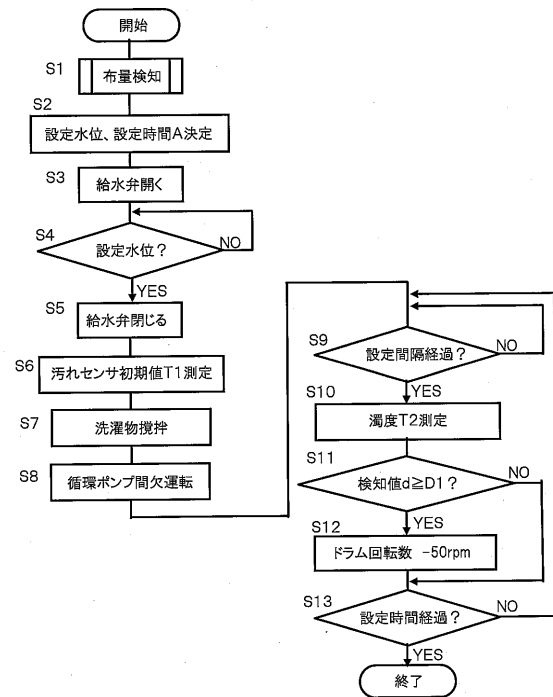 開始
S1
布量検知
S2
設定水位、設定時間A決定
S3
給水弁開く
S4
設定水位？
NO
YES
S5
給水弁閉じる
S6
汚れセンサ初期値T1測定
S7
洗濯物撹拌
S8
循環ポンプ間欠運転
S9
設定間隔経過？
NO
YES
S10
濁度T2測定
S11
検知値d≧D1？
NO
YES
S12
ドラム回転数 -50rpm
S13
設定時間経過？
NO
YES
終了